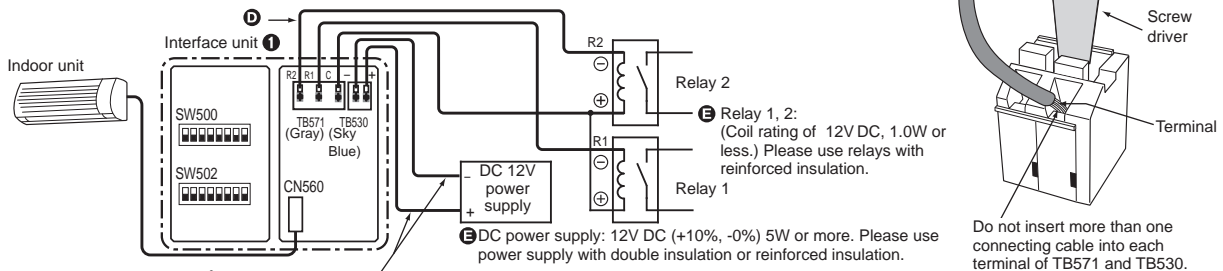 D
Interface unit 1
Indoor unit
R2 R1 C − +
TB571
(Gray)
TB530
(Sky
Blue)
SW500
SW502
CN560
R2
−
+
Relay 2
R1
−
+
Relay 1
− DC 12V
power
+ supply
E Relay 1, 2:
(Coil rating of 12V DC, 1.0W or
less.) Please use relays with
reinforced insulation.
E DC power supply: 12V DC (+10%, -0%) 5W or more. Please use
power supply with double insulation or reinforced insulation.
Screw
driver
Terminal
Do not insert more than one
connecting cable into each
terminal of TB571 and TB530.